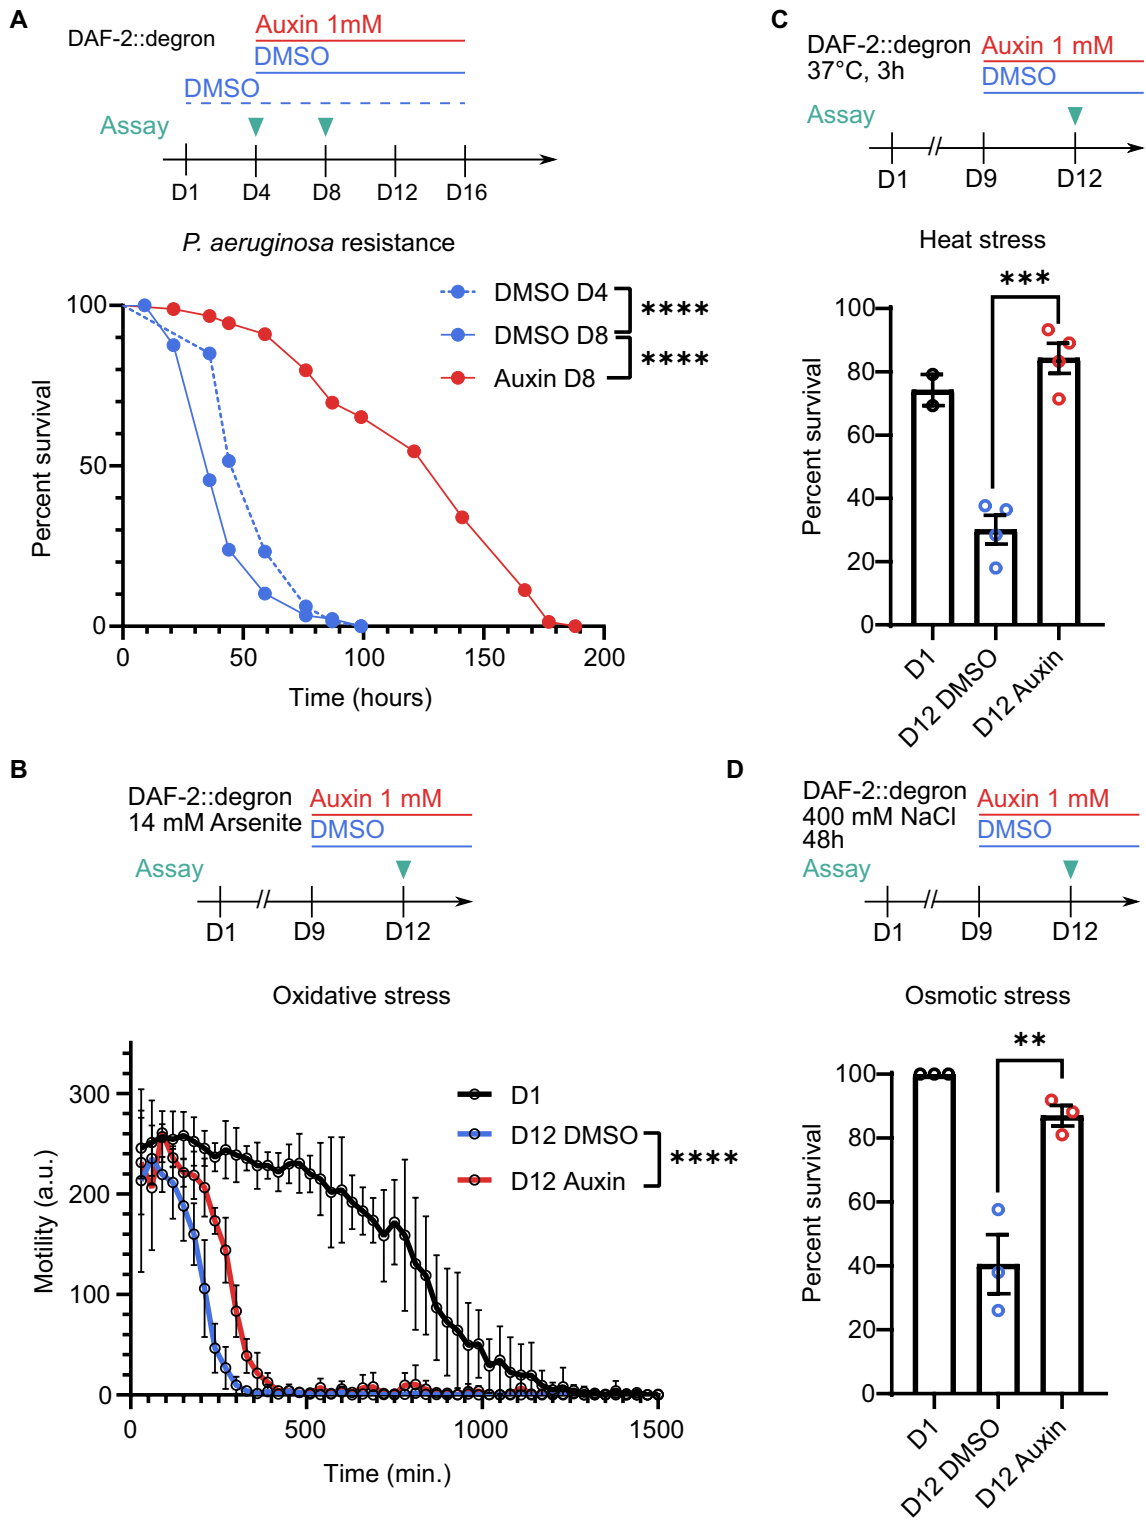 A
DAF-2::degron
Auxin 1mM
DMSO
DMSO
Assay
D1 D4 D8 D12 D16
P. aeruginosa resistance
DMSO D4
DMSO D8
Auxin D8
****
****
Percent survival
100
50
0
0 50 100 150 200
Time (hours)
C
DAF-2::degron
37°C, 3h
Auxin 1 mM
DMSO
Assay
D1 D9 D12
Heat stress
***
Percent survival
100
80
60
40
20
0
D1
D12 DMSO
D12 Auxin
B
DAF-2::degron
14 mM Arsenite
Auxin 1 mM
DMSO
Assay
D1 D9 D12
Oxidative stress
D1
D12 DMSO
D12 Auxin
****
Motility (a.u.)
300
200
100
0
0 500 1000 1500
Time (min.)
D
DAF-2::degron
400 mM NaCl
48h
Auxin 1 mM
DMSO
Assay
D1 D9 D12
Osmotic stress
**
Percent survival
100
80
60
40
20
0
D1
D12 DMSO
D12 Auxin